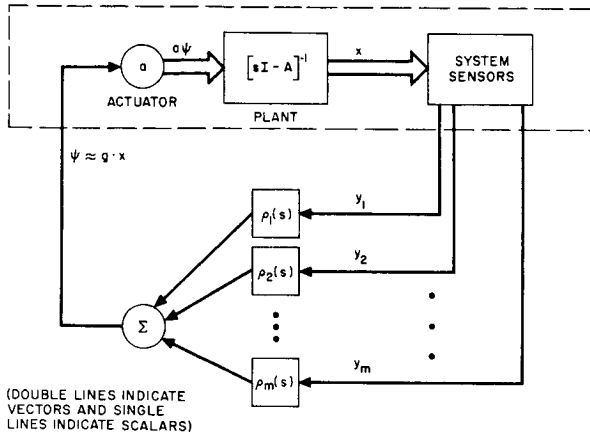 aψ
[sI - A]⁻¹
x
SYSTEM
SENSORS
a
ACTUATOR
PLANT
ψ ≈ g · x
y₁
ρ₁(s)
y₂
ρ₂(s)
Σ
yₘ
ρₘ(s)
(DOUBLE LINES INDICATE
VECTORS AND SINGLE
LINES INDICATE SCALARS)